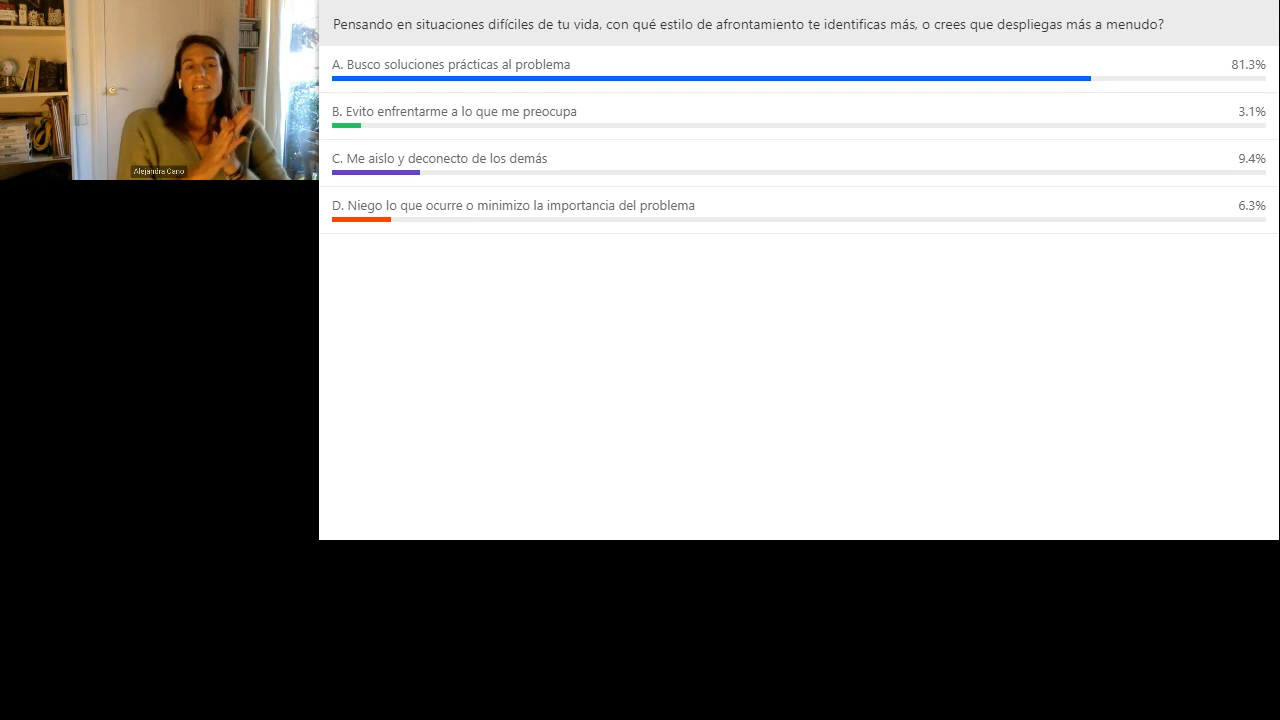 Pensando en situaciones difíciles de tu vida, con qué estilo de afrontamiento te identificas más, o crees que despliegas más a menudo?
A. Busco soluciones prácticas al problema 81.3%
B. Evito enfrentarme a lo que me preocupa 3.1%
C. Me aislo y deconecto de los demás 9.4%
D. Niego lo que ocurre o minimizo la importancia del problema 6.3%
Alejandra Cano